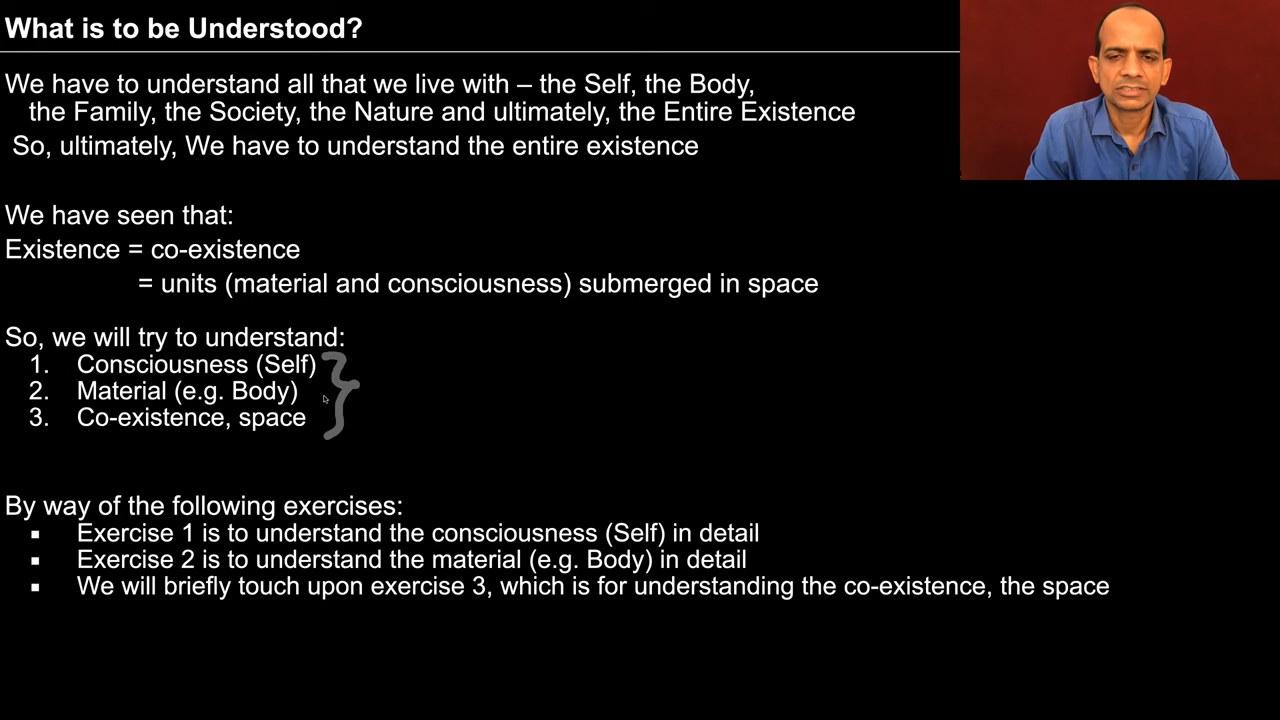 What is to be Understood?
We have to understand all that we live with – the Self, the Body,
the Family, the Society, the Nature and ultimately, the Entire Existence
So, ultimately, We have to understand the entire existence
We have seen that:
Existence = co-existence
= units (material and consciousness) submerged in space
So, we will try to understand:
1. Consciousness (Self)
2. Material (e.g. Body)
3. Co-existence, space
By way of the following exercises:
▪ Exercise 1 is to understand the consciousness (Self) in detail
▪ Exercise 2 is to understand the material (e.g. Body) in detail
▪ We will briefly touch upon exercise 3, which is for understanding the co-existence, the space